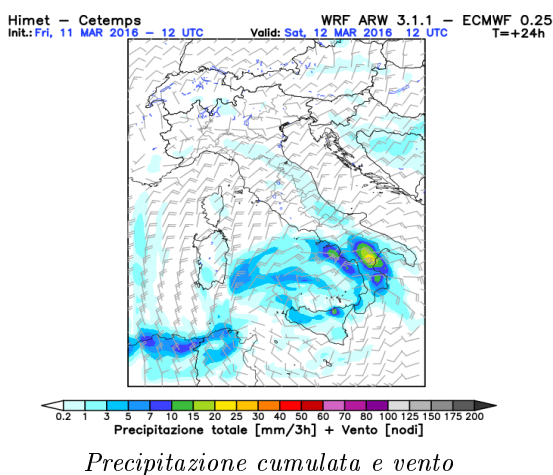 Himet – Cetemps WRF ARW 3.1.1 – ECMWF 0.25
Init.: Fri, 11 MAR 2016 – 12 UTC Valid: Sat, 12 MAR 2016 12 UTC T=+24h
0.2 1 3 5 7 10 15 20 25 30 40 50 60 70 80 100 125 150 175 200
Precipitazione totale [mm/3h] + Vento [nodi]
Precipitazione cumulata e vento